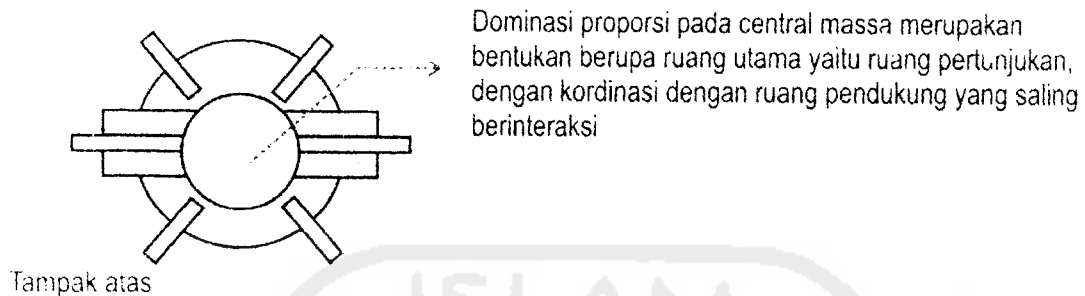 Dominasi proporsi pada central massa merupakan
bentukan berupa ruang utama yaitu ruang pertunjukan,
dengan kordinasi dengan ruang pendukung yang saling
berinteraksi
Tampak atas
ISLAM